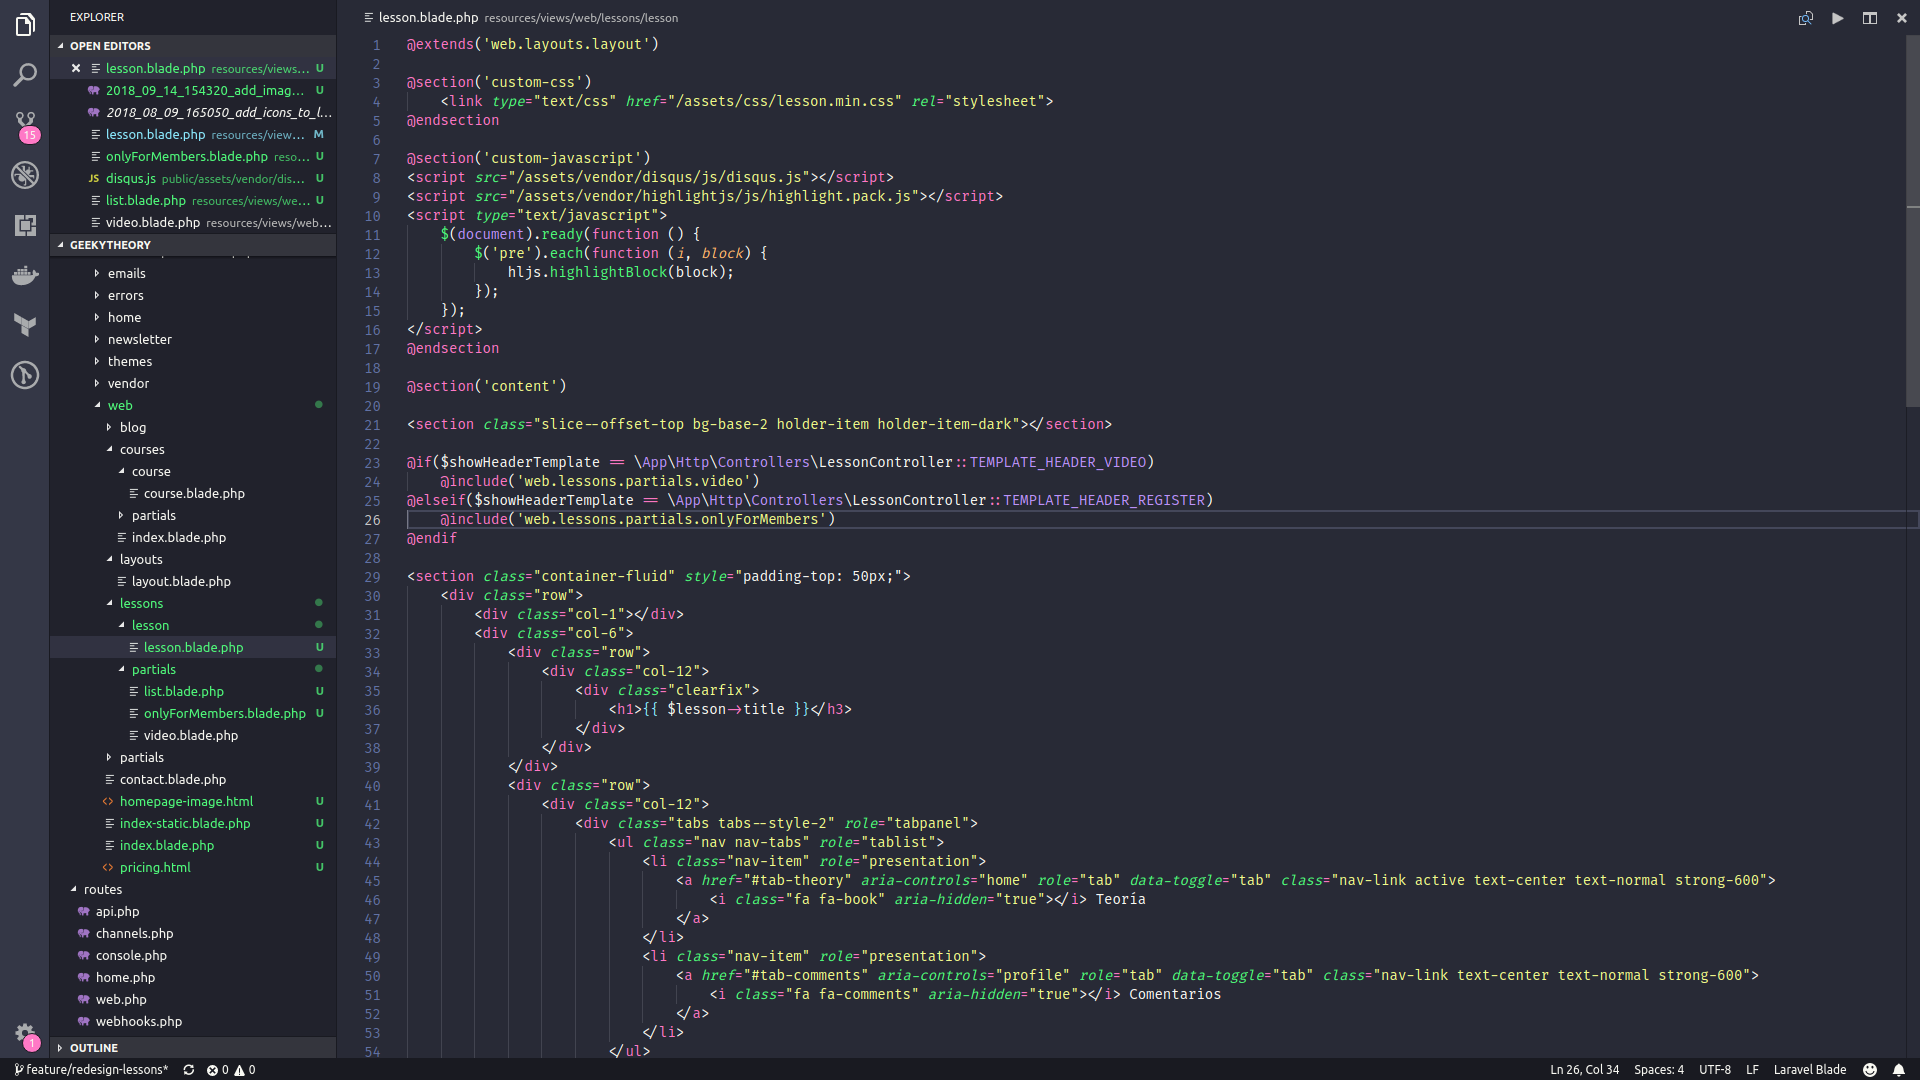 EXPLORER
OPEN EDITORS
lesson.blade.php resources/views... U
2018_09_14_154320_add_imag... U
2018_08_09_165050_add_icons_to_l...
lesson.blade.php resources/view... M
onlyForMembers.blade.php reso... U
JS disqus.js public/assets/vendor/dis... U
list.blade.php resources/views/we... U
video.blade.php resources/views/web...
GEEKYTHEORY
emails
errors
home
newsletter
themes
vendor
web
blog
courses
course
course.blade.php
partials
index.blade.php
layouts
layout.blade.php
lessons
lesson
lesson.blade.php U
partials
list.blade.php U
onlyForMembers.blade.php U
video.blade.php
partials
contact.blade.php
homepage-image.html U
index-static.blade.php U
index.blade.php U
pricing.html U
routes
api.php
channels.php
console.php
home.php
web.php
webhooks.php
OUTLINE
15
1
lesson.blade.php resources/views/web/lessons/lesson
1 @extends('web.layouts.layout')
2
3 @section('custom-css')
4 <link type="text/css" href="/assets/css/lesson.min.css" rel="stylesheet">
5 @endsection
6
7 @section('custom-javascript')
8 <script src="/assets/vendor/disqus/js/disqus.js"></script>
9 <script src="/assets/vendor/highlightjs/js/highlight.pack.js"></script>
10 <script type="text/javascript">
11 $(document).ready(function () {
12 $('pre').each(function (i, block) {
13 hljs.highlightBlock(block);
14 });
15 });
16 </script>
17 @endsection
18
19 @section('content')
20
21 <section class="slice--offset-top bg-base-2 holder-item holder-item-dark"></section>
22
23 @if($showHeaderTemplate == \App\Http\Controllers\LessonController::TEMPLATE_HEADER_VIDEO)
24 @include('web.lessons.partials.video')
25 @elseif($showHeaderTemplate == \App\Http\Controllers\LessonController::TEMPLATE_HEADER_REGISTER)
26 @include('web.lessons.partials.onlyForMembers')
27 @endif
28
29 <section class="container-fluid" style="padding-top: 50px;">
30 <div class="row">
31 <div class="col-1"></div>
32 <div class="col-6">
33 <div class="row">
34 <div class="col-12">
35 <div class="clearfix">
36 <h1>{{ $lesson->title }}</h3>
37 </div>
38 </div>
39 </div>
40 <div class="row">
41 <div class="col-12">
42 <div class="tabs tabs--style-2" role="tabpanel">
43 <ul class="nav nav-tabs" role="tablist">
44 <li class="nav-item" role="presentation">
45 <a href="#tab-theory" aria-controls="home" role="tab" data-toggle="tab" class="nav-link active text-center text-normal strong-600">
46 <i class="fa fa-book" aria-hidden="true"></i> Teoría
47 </a>
48 </li>
49 <li class="nav-item" role="presentation">
50 <a href="#tab-comments" aria-controls="profile" role="tab" data-toggle="tab" class="nav-link text-center text-normal strong-600">
51 <i class="fa fa-comments" aria-hidden="true"></i> Comentarios
52 </a>
53 </li>
54 </ul>
feature/redesign-lessons* 0 0 Ln 26, Col 34 Spaces: 4 UTF-8 LF Laravel Blade